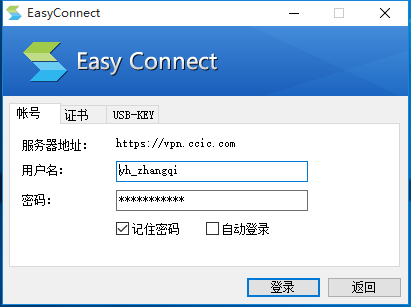 EasyConnect
Easy Connect
帐号 证书 USB-KEY
服务器地址: https://vpn.ccic.com
用户名: yh_zhangqi
密码: ***********
记住密码 自动登录
登录 返回